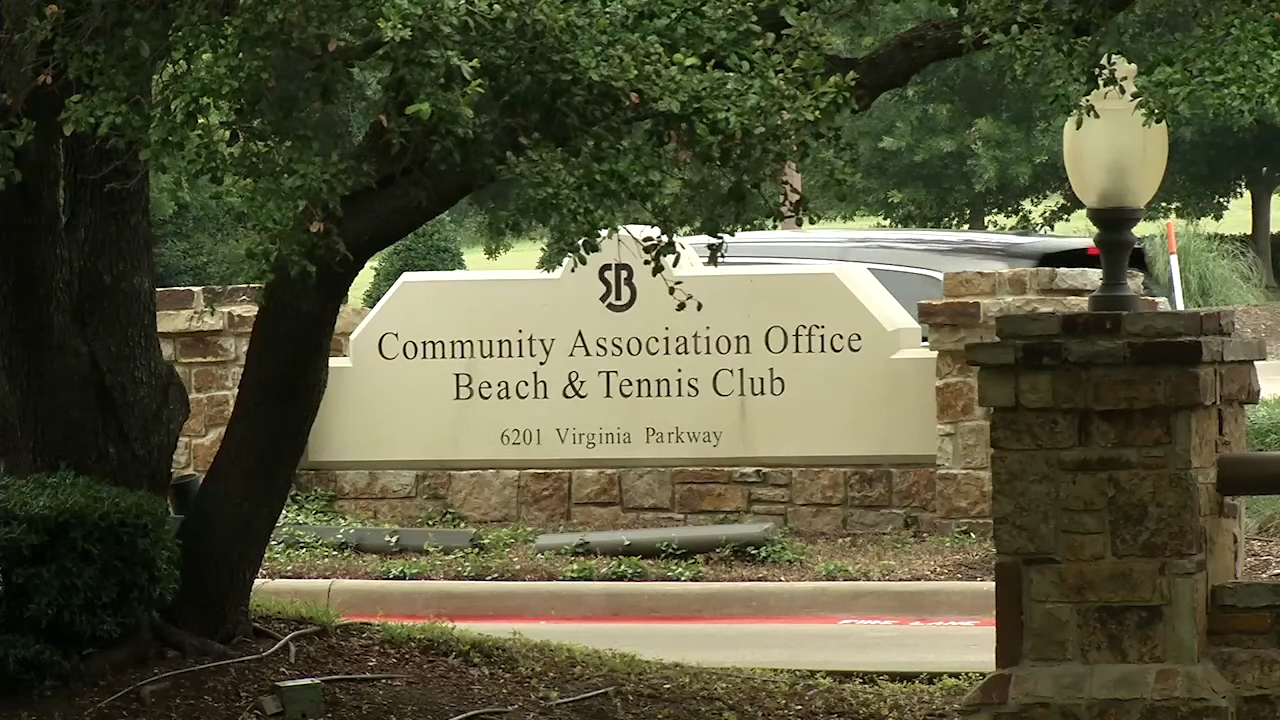 SB
Community Association Office
Beach & Tennis Club
6201 Virginia Parkway
FIRE LANE